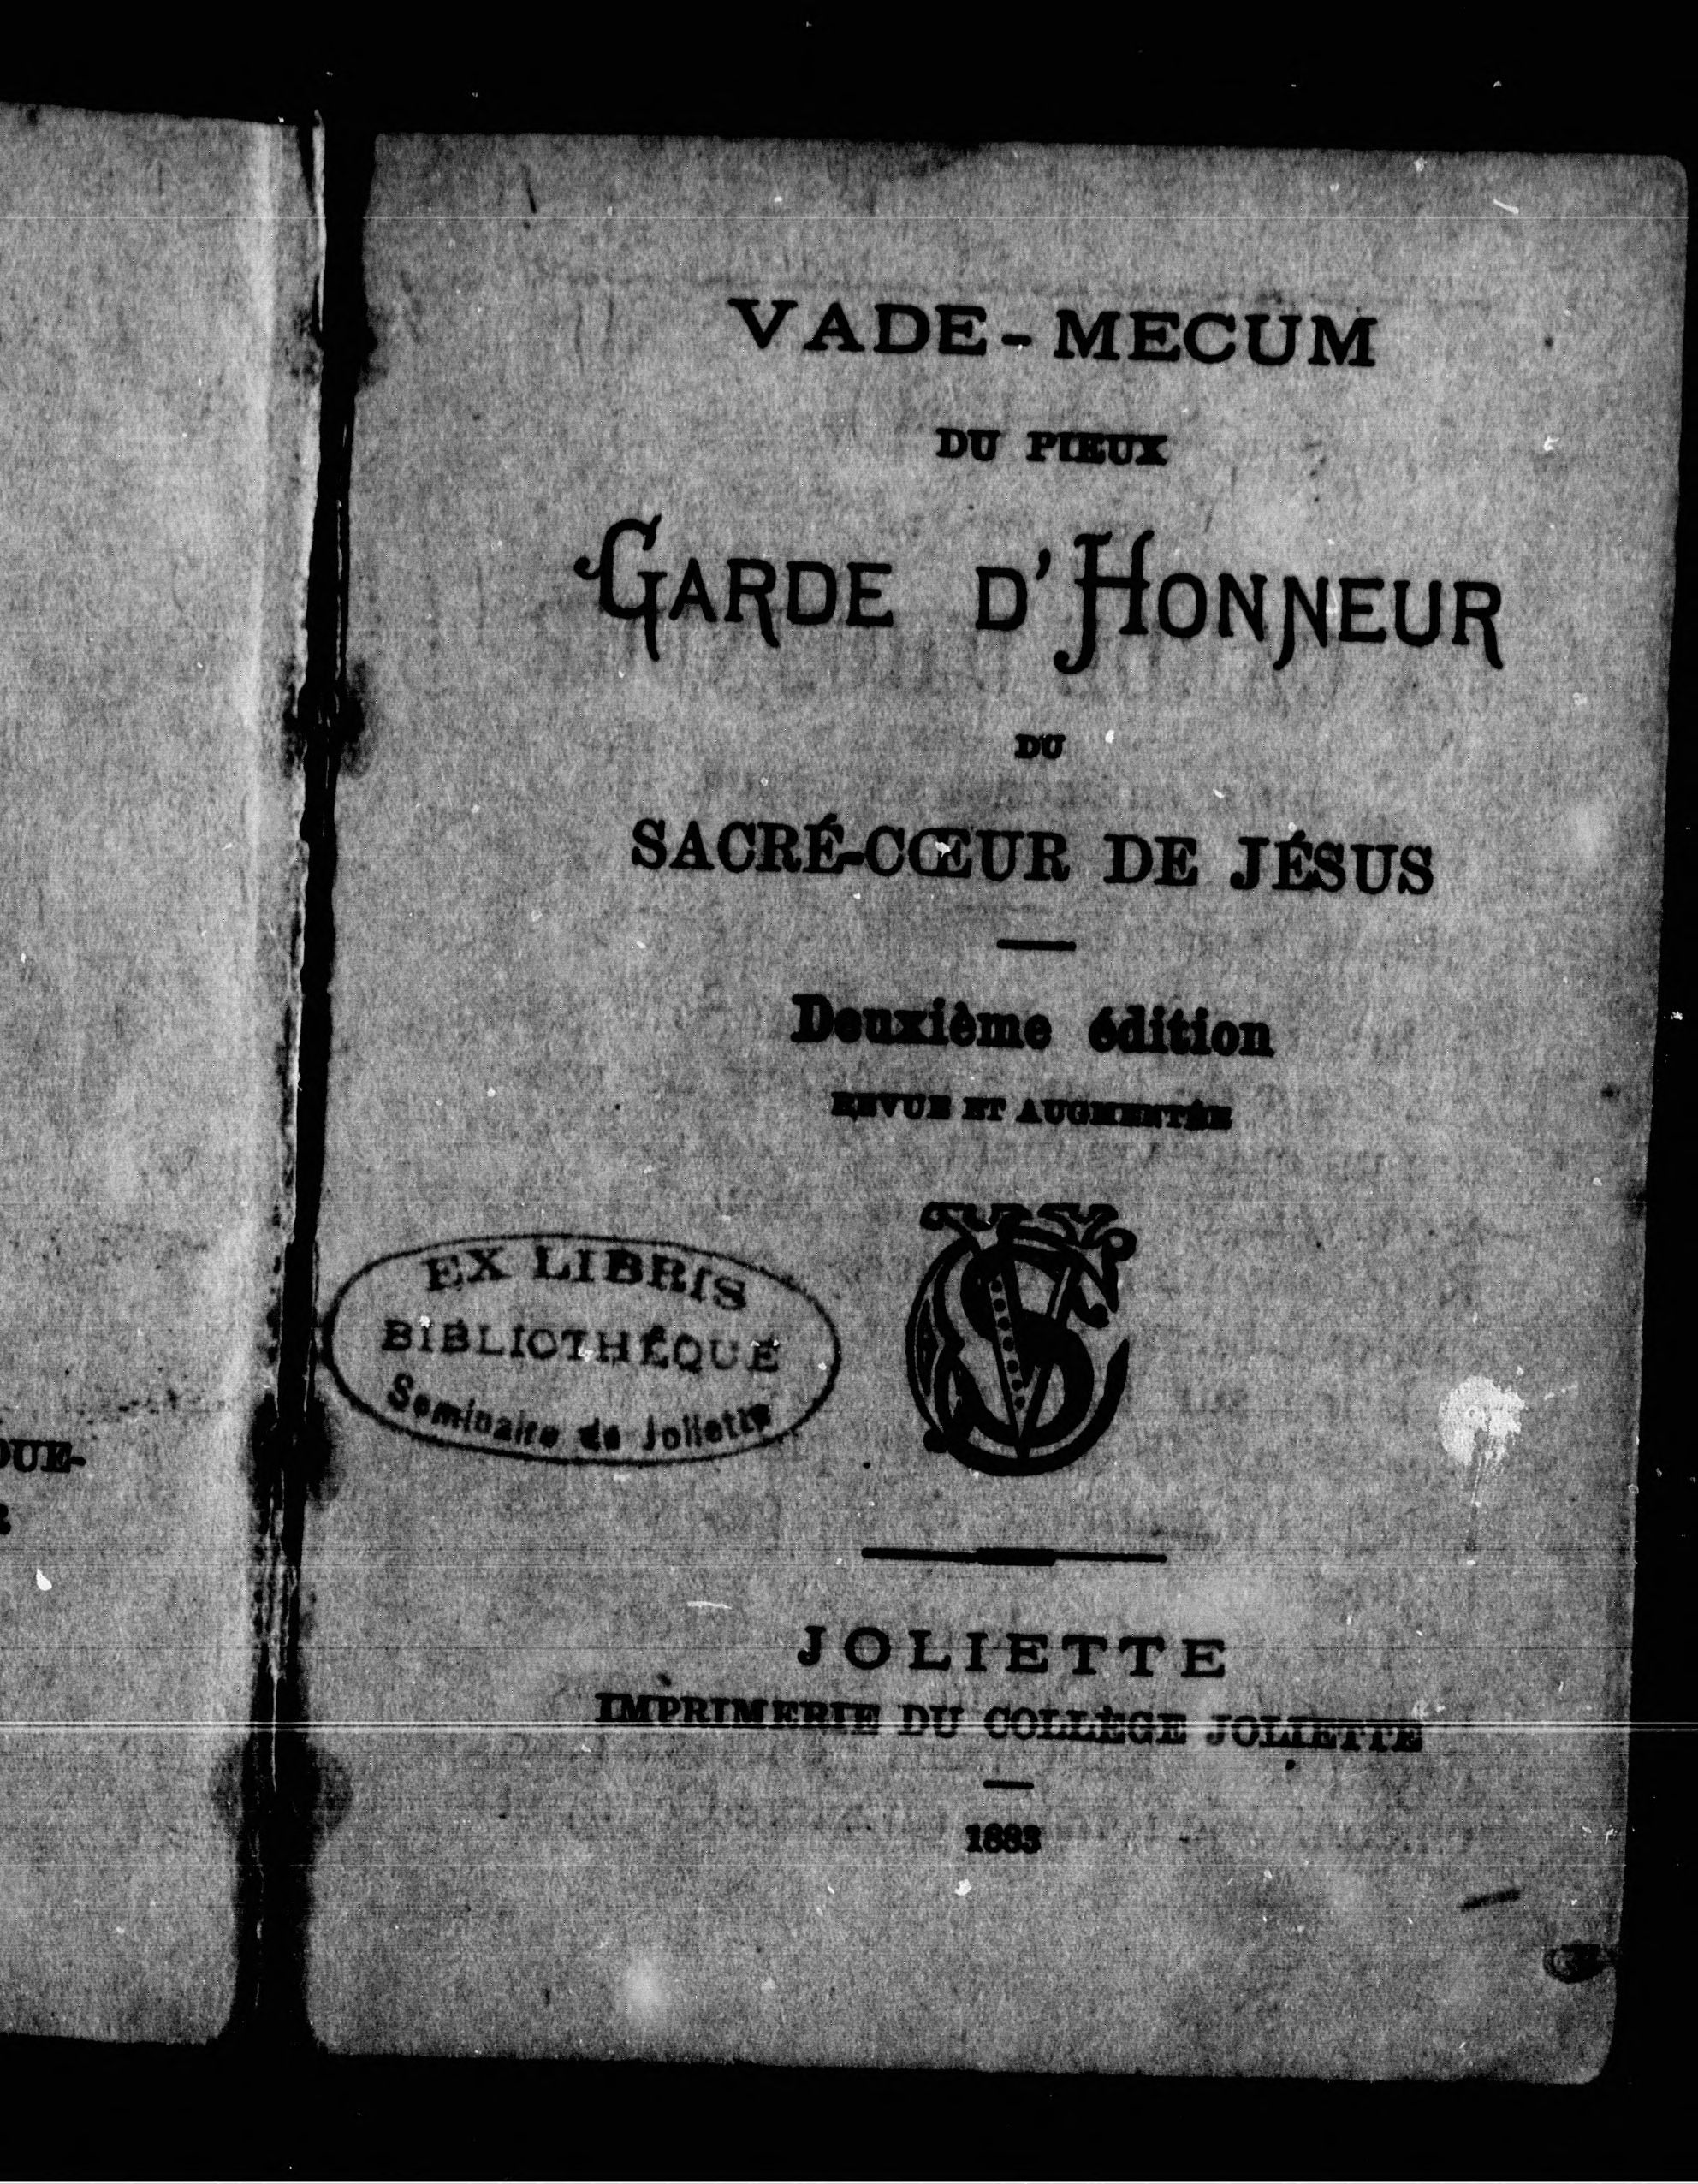 VADE-MECUM
DU PIEUX
GARDE D'HONNEUR
DU
SACRÉ-CŒUR DE JÉSUS
Deuxième édition
REVUE ET AUGMENTÉE
EX LIBRIS
BIBLIOTHÈQUE
Seminaire de Joliette
JOLIETTE
IMPRIMERIE DU COLLÈGE JOLIETTE
1883